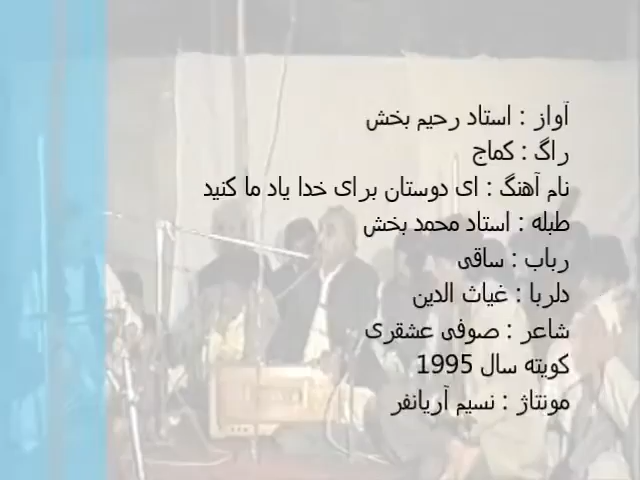 آواز : استاد رحیم بخش
راگ : کماج
نام آهنگ : ای دوستان برای خدا یاد ما کنید
طبله : استاد محمد بخش
رباب : ساقی
دلربا : غیاث الدین
شاعر : صوفی عشقری
کویته سال 1995
مونتاژ : نسیم آریانفر